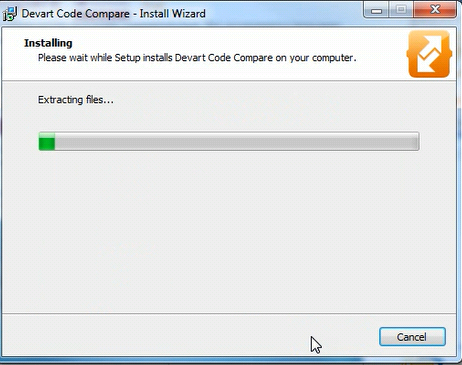 Devart Code Compare - Install Wizard
Installing
Please wait while Setup installs Devart Code Compare on your computer.
Extracting files...
Cancel